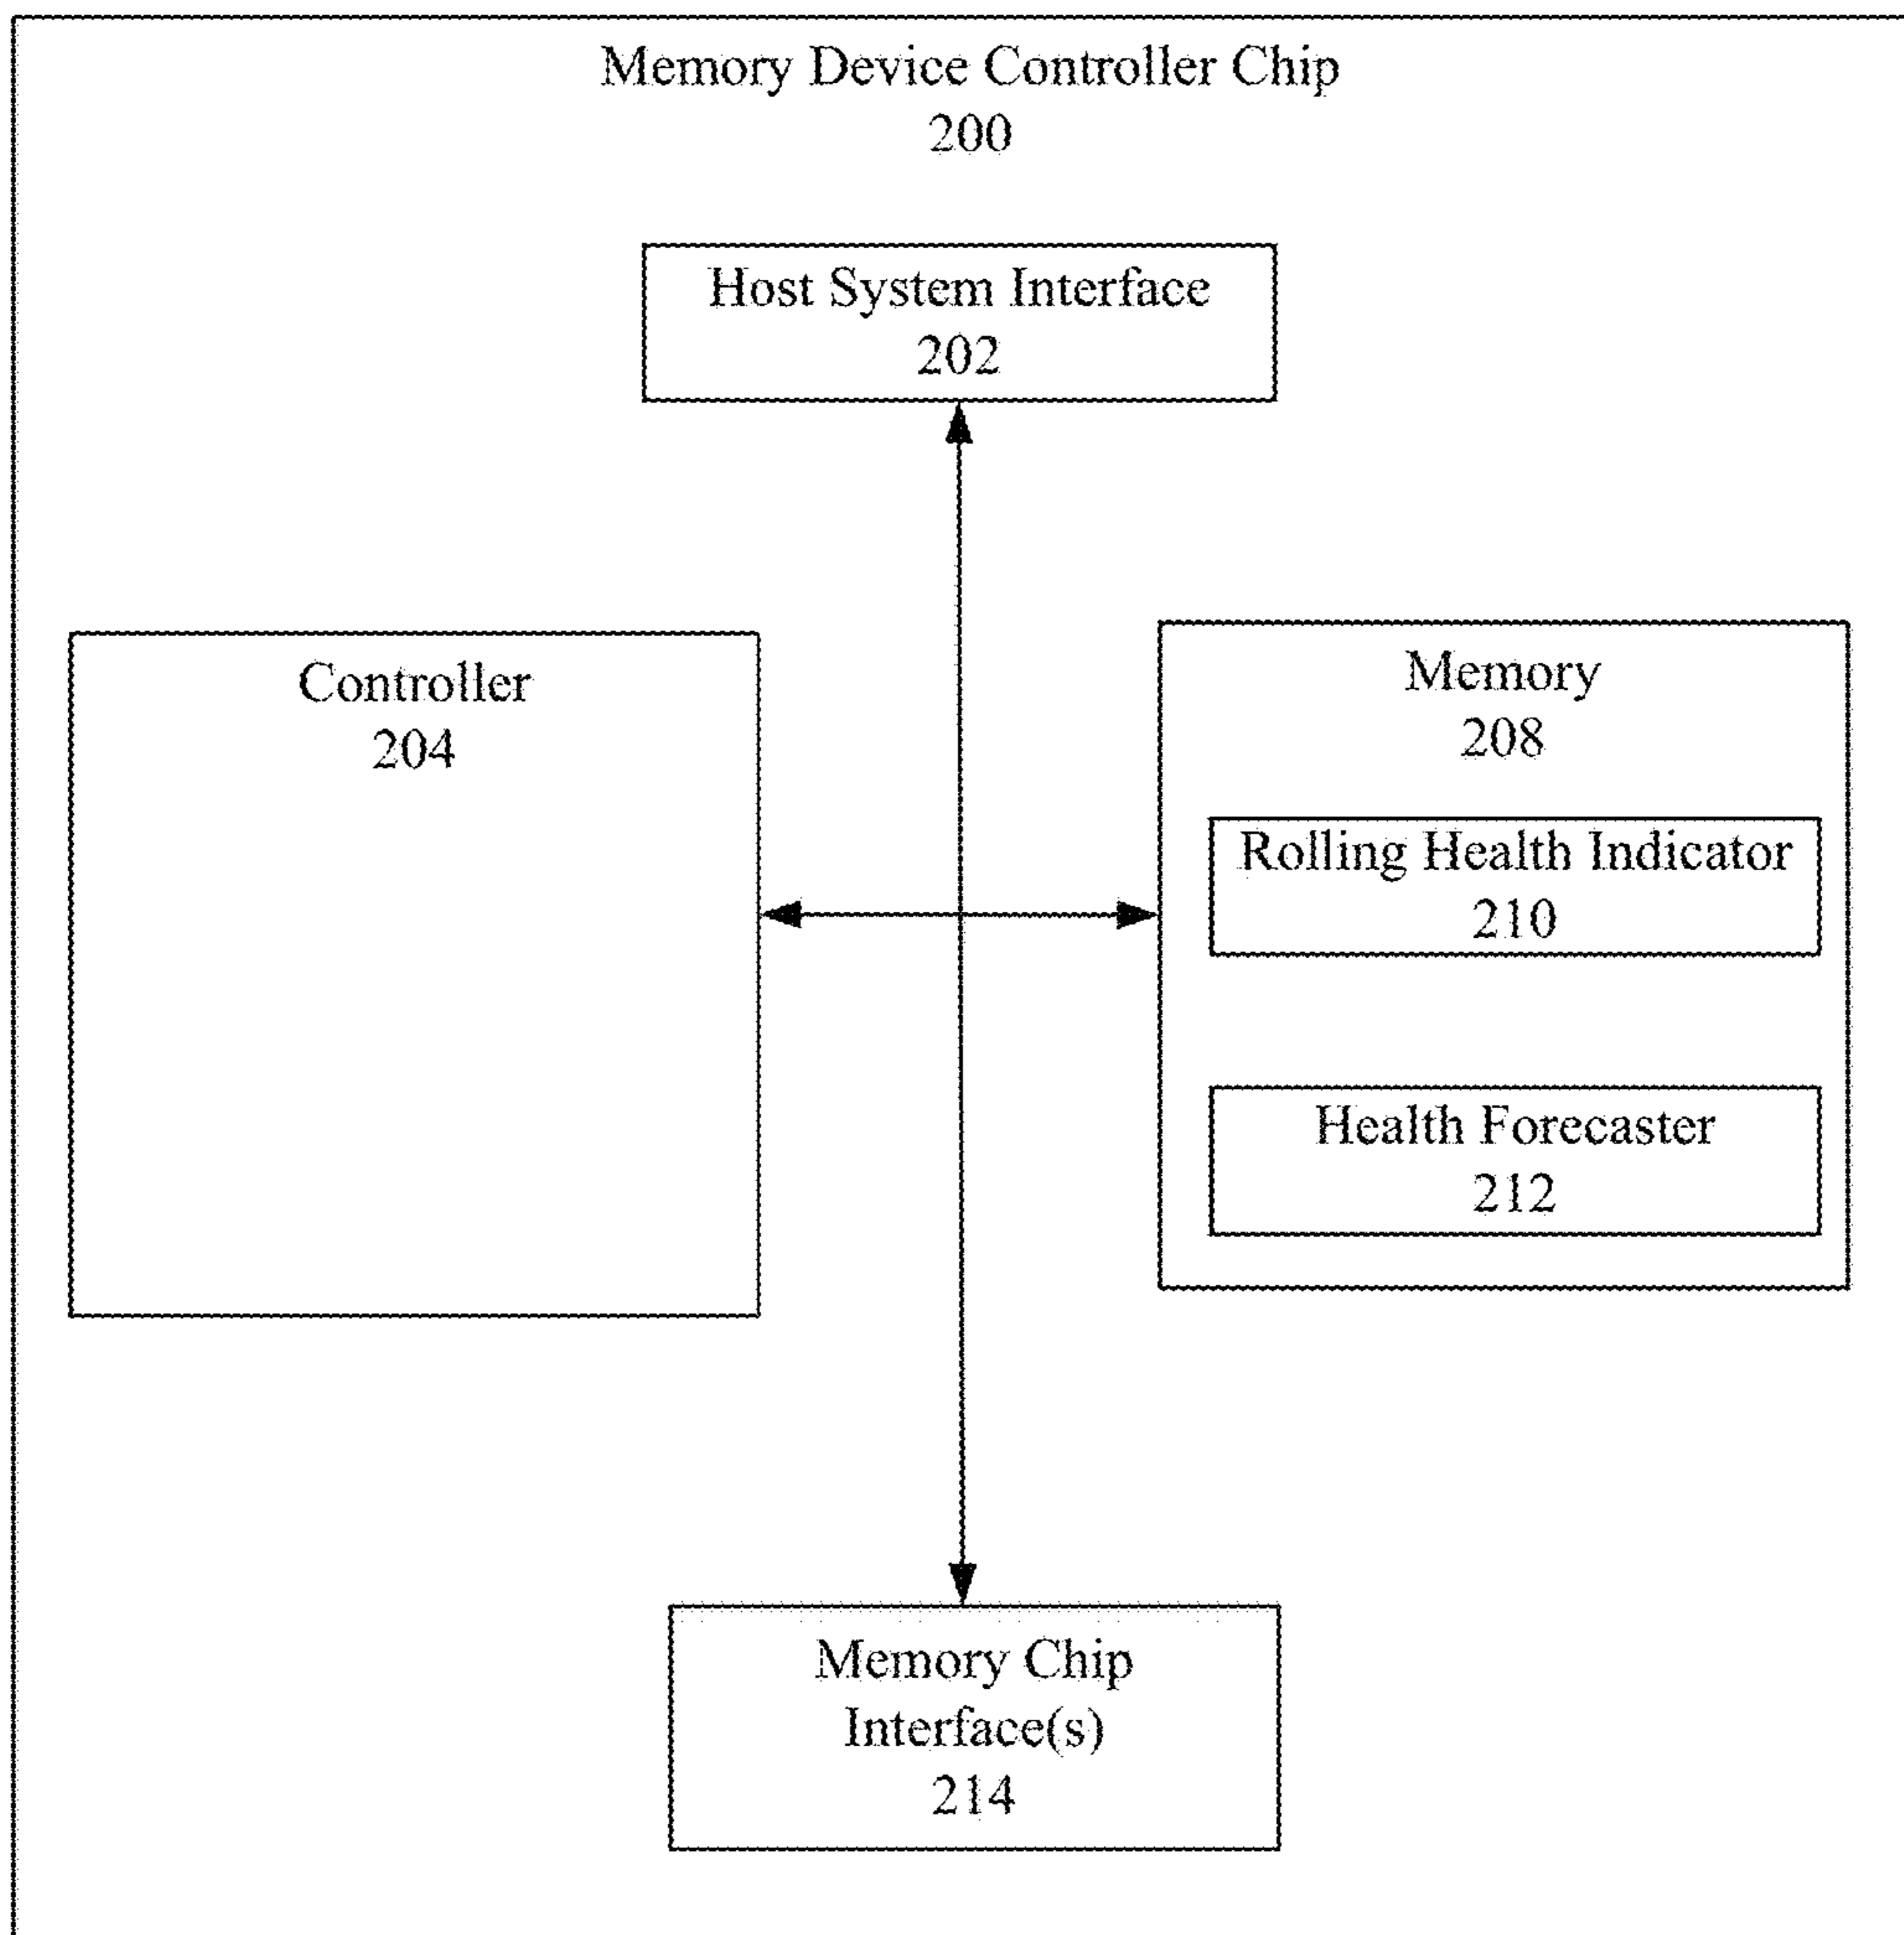 Memory Device Controller Chip
200
Host System Interface
202
Controller
204
Memory
208
Rolling Health Indicator
210
Health Forecaster
212
Memory Chip
Interface(s)
214